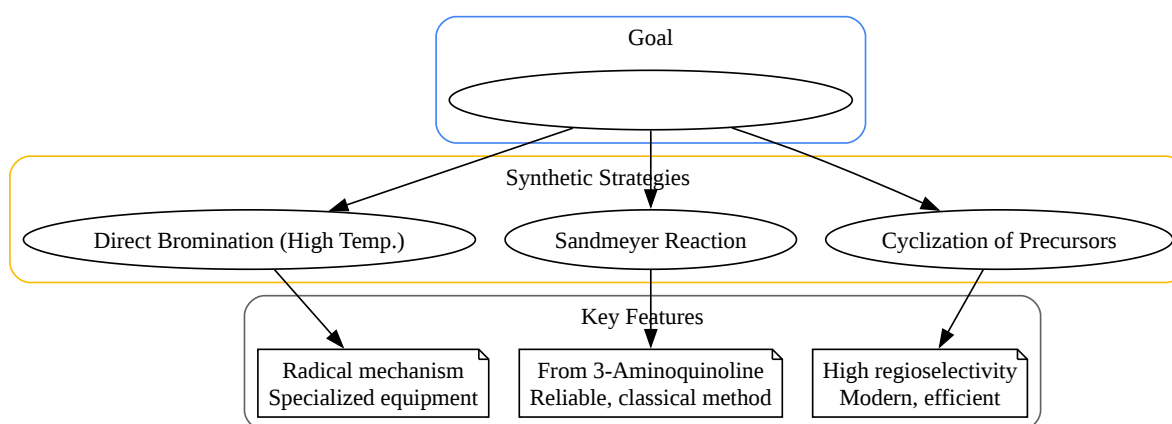 Goal
Synthetic Strategies
Direct Bromination (High Temp.)
Sandmeyer Reaction
Cyclization of Precursors
Key Features
Radical mechanism
Specialized equipment
From 3-Aminoquinoline
Reliable, classical method
High regioselectivity
Modern, efficient